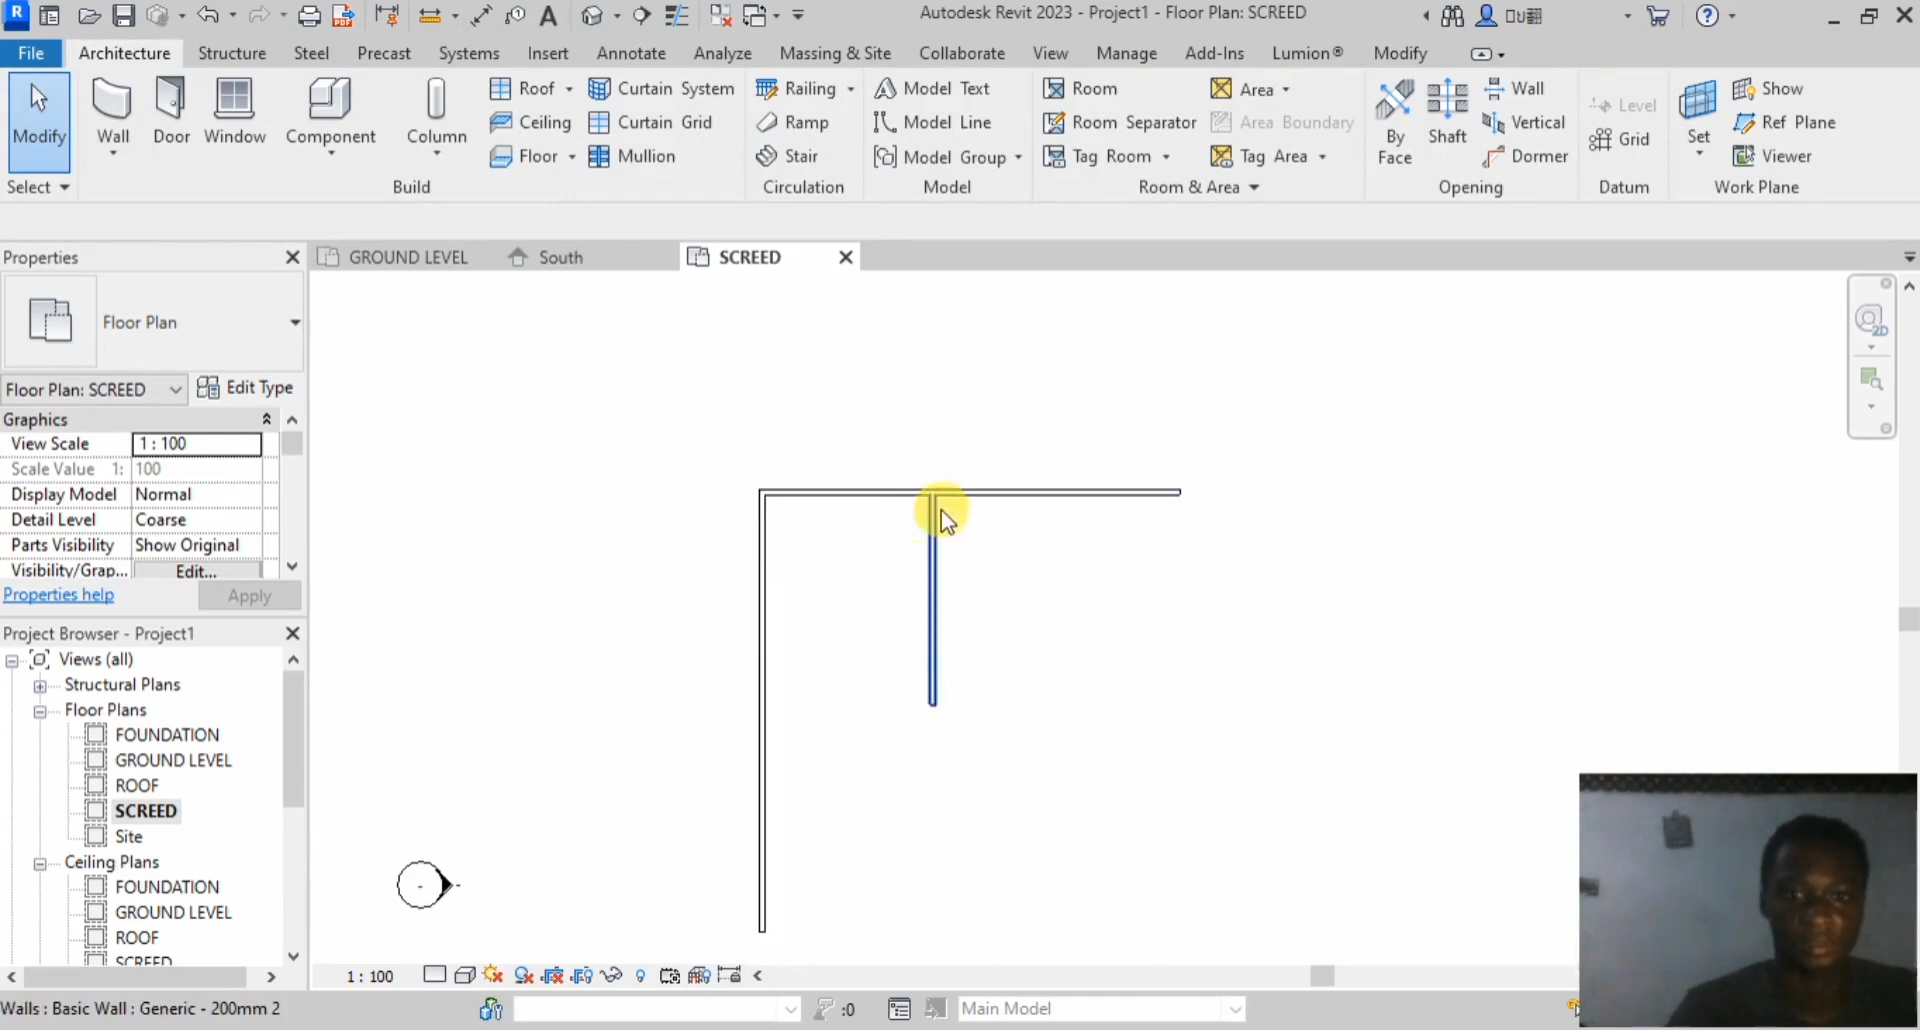 Autodesk Revit 2023 - Project1 - Floor Plan: SCREED
File Architecture Structure Steel Precast Systems Insert Annotate Analyze Massing & Site Collaborate View Manage Add-Ins Lumion® Modify
Modify Wall Door Window Component Column Roof Ceiling Floor Curtain System Curtain Grid Mullion Railing Ramp Stair Model Text Model Line Model Group Room Room Separator Tag Room Area Area Boundary Tag Area By Face Shaft Wall Vertical Dormer Level Grid Set Show Ref Plane Viewer
Select Build Circulation Model Room & Area Opening Datum Work Plane
Properties
GROUND LEVEL South SCREED
Floor Plan
Floor Plan: SCREED Edit Type
Graphics
View Scale 1 : 100
Scale Value 1: 100
Display Model Normal
Detail Level Coarse
Parts Visibility Show Original
Visibility/Grap... Edit...
Properties help Apply
Project Browser - Project1
Views (all)
Structural Plans
Floor Plans
FOUNDATION
GROUND LEVEL
ROOF
SCREED
Site
Ceiling Plans
FOUNDATION
GROUND LEVEL
ROOF
SCREED
2D
1 : 100
Walls : Basic Wall : Generic - 200mm 2
:0
Main Model